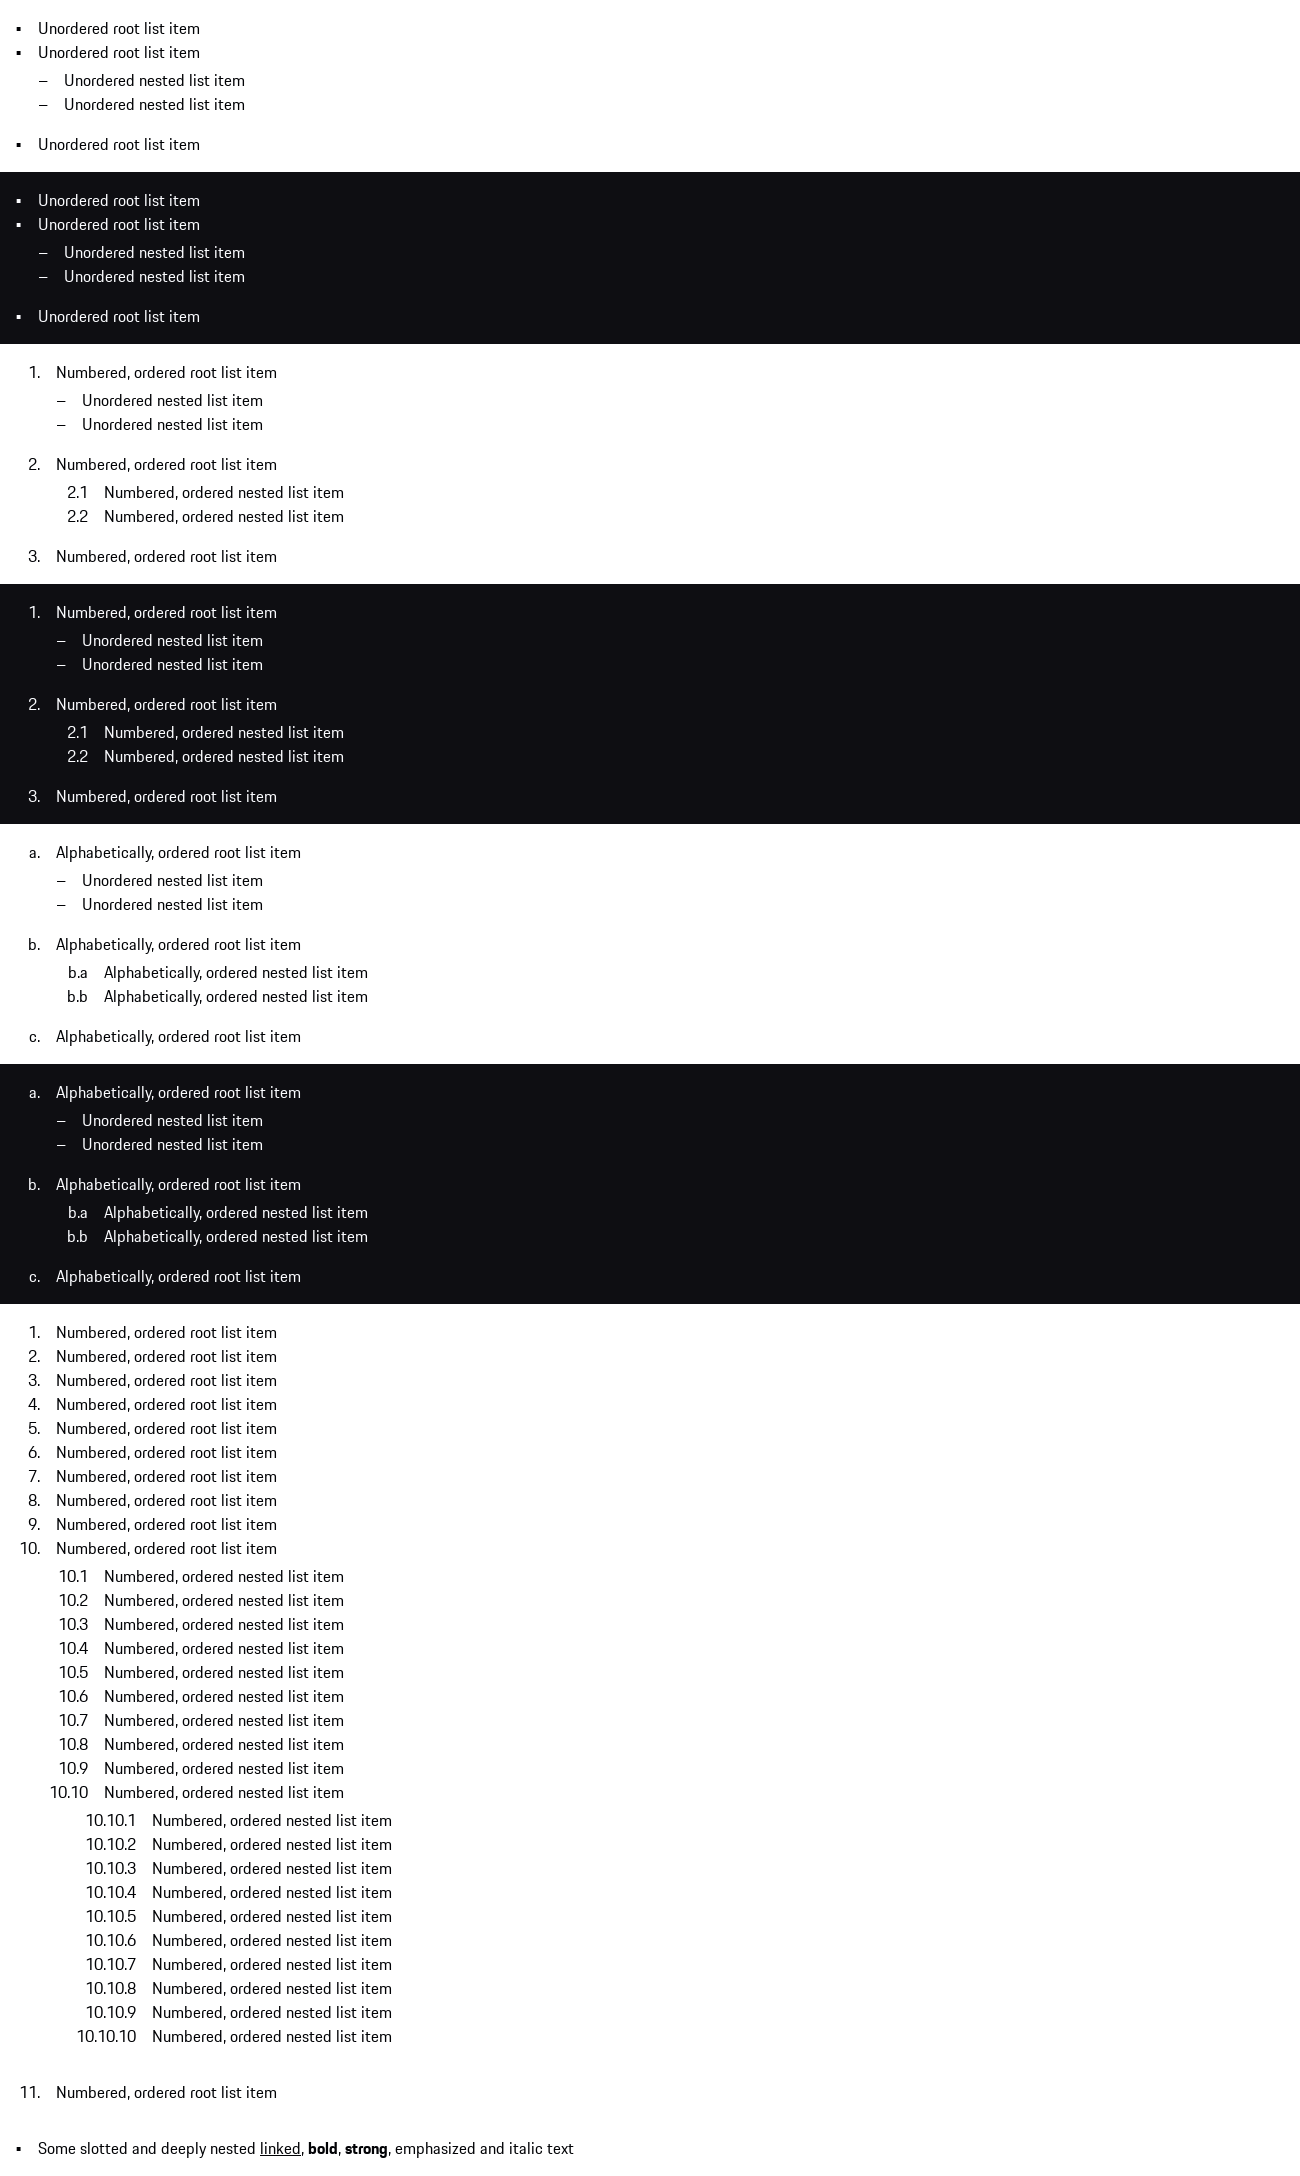 ▪ Unordered root list item
▪ Unordered root list item
– Unordered nested list item
– Unordered nested list item
▪ Unordered root list item
▪ Unordered root list item
▪ Unordered root list item
– Unordered nested list item
– Unordered nested list item
▪ Unordered root list item
1. Numbered, ordered root list item
– Unordered nested list item
– Unordered nested list item
2. Numbered, ordered root list item
2.1 Numbered, ordered nested list item
2.2 Numbered, ordered nested list item
3. Numbered, ordered root list item
1. Numbered, ordered root list item
– Unordered nested list item
– Unordered nested list item
2. Numbered, ordered root list item
2.1 Numbered, ordered nested list item
2.2 Numbered, ordered nested list item
3. Numbered, ordered root list item
a. Alphabetically, ordered root list item
– Unordered nested list item
– Unordered nested list item
b. Alphabetically, ordered root list item
b.a Alphabetically, ordered nested list item
b.b Alphabetically, ordered nested list item
c. Alphabetically, ordered root list item
a. Alphabetically, ordered root list item
– Unordered nested list item
– Unordered nested list item
b. Alphabetically, ordered root list item
b.a Alphabetically, ordered nested list item
b.b Alphabetically, ordered nested list item
c. Alphabetically, ordered root list item
1. Numbered, ordered root list item
2. Numbered, ordered root list item
3. Numbered, ordered root list item
4. Numbered, ordered root list item
5. Numbered, ordered root list item
6. Numbered, ordered root list item
7. Numbered, ordered root list item
8. Numbered, ordered root list item
9. Numbered, ordered root list item
10. Numbered, ordered root list item
10.1 Numbered, ordered nested list item
10.2 Numbered, ordered nested list item
10.3 Numbered, ordered nested list item
10.4 Numbered, ordered nested list item
10.5 Numbered, ordered nested list item
10.6 Numbered, ordered nested list item
10.7 Numbered, ordered nested list item
10.8 Numbered, ordered nested list item
10.9 Numbered, ordered nested list item
10.10 Numbered, ordered nested list item
10.10.1 Numbered, ordered nested list item
10.10.2 Numbered, ordered nested list item
10.10.3 Numbered, ordered nested list item
10.10.4 Numbered, ordered nested list item
10.10.5 Numbered, ordered nested list item
10.10.6 Numbered, ordered nested list item
10.10.7 Numbered, ordered nested list item
10.10.8 Numbered, ordered nested list item
10.10.9 Numbered, ordered nested list item
10.10.10 Numbered, ordered nested list item
11. Numbered, ordered root list item
▪ Some slotted and deeply nested linked, bold, strong, emphasized and italic text